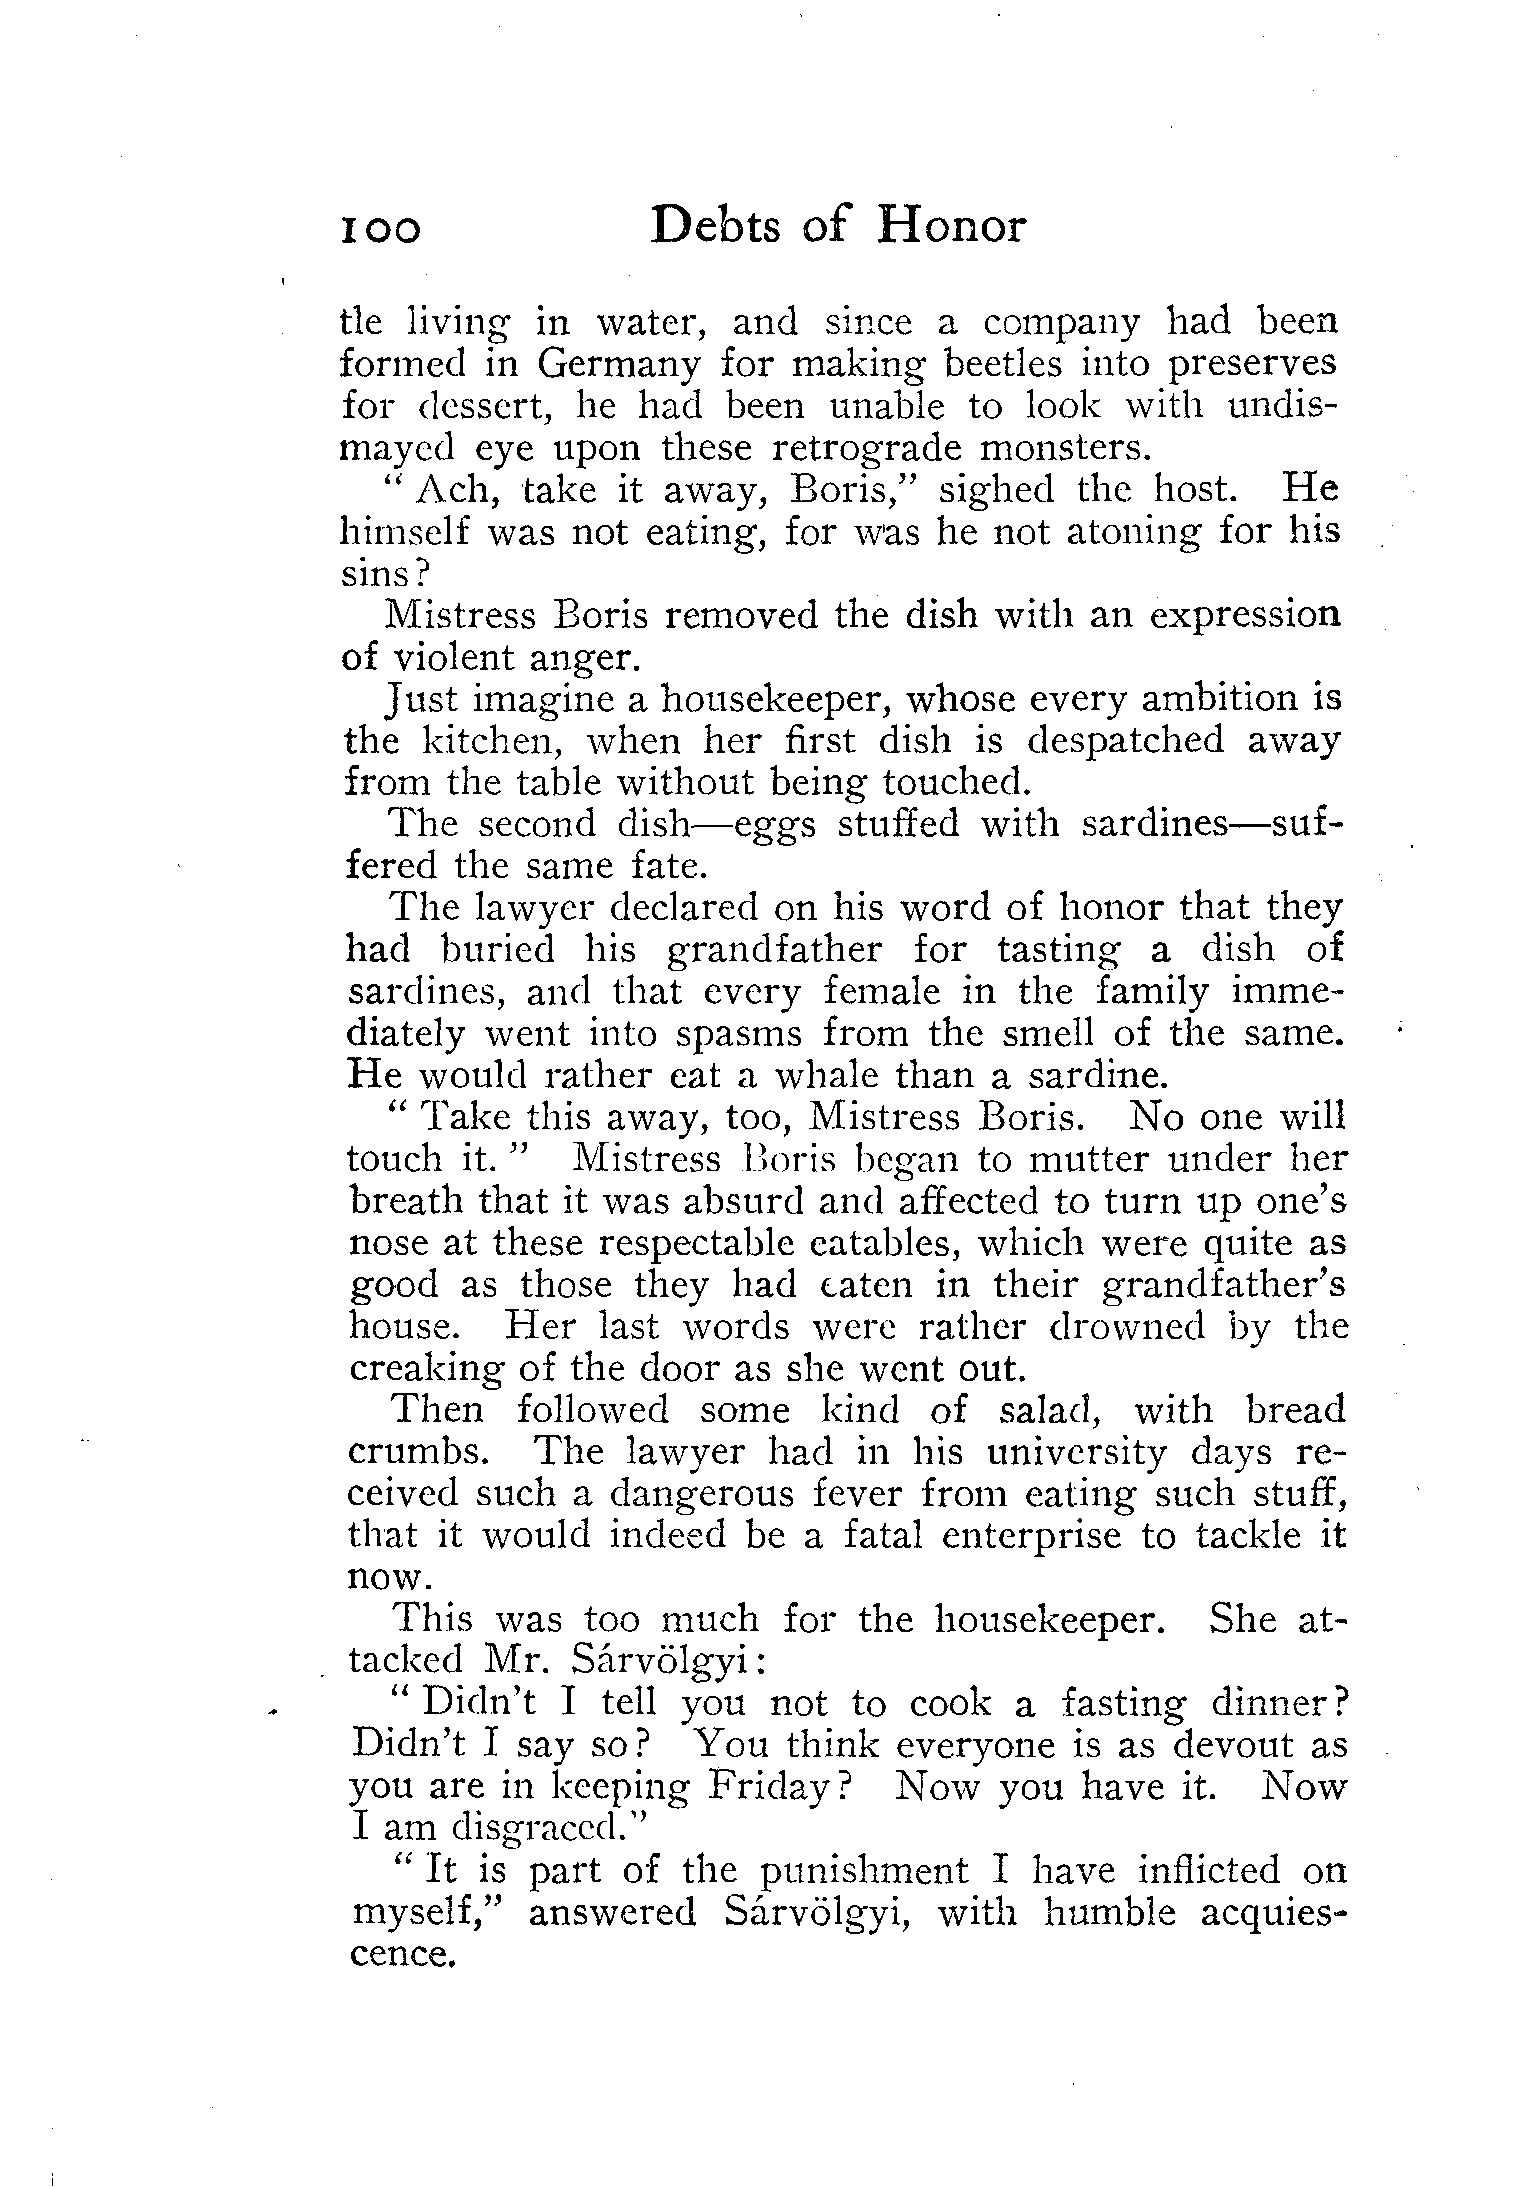 100 Debts of Honor
tle living in water, and since a company had been
formed in Germany for making beetles into preserves
for dessert, he had been unable to look with undis-
mayed eye upon these retrograde monsters.
" Ach, take it away, Boris," sighed the host. He
himself was not eating, for was he not atoning for his
sins?
Mistress Boris removed the dish with an expression
of violent anger.
Just imagine a housekeeper, whose every ambition is
the kitchen, when her first dish is despatched away
from the table without being touched.
The second dish—eggs stuffed with sardines—suf-
fered the same fate.
The lawyer declared on his word of honor that they
had buried his grandfather for tasting a dish of
sardines, and that every female in the family imme-
diately went into spasms from the smell of the same.
He would rather eat a whale than a sardine.
" Take this away, too, Mistress Boris. No one will
touch it. " Mistress Boris began to mutter under her
breath that it was absurd and affected to turn up one's
nose at these respectable eatables, which were quite as
good as those they had eaten in their grandfather's
house. Her last words were rather drowned by the
creaking of the door as she went out.
Then followed some kind of salad, with bread
crumbs. The lawyer had in his university days re-
ceived such a dangerous fever from eating such stuff,
that it would indeed be a fatal enterprise to tackle it
now.
This was too much for the housekeeper. She at-
tacked Mr. Sárvölgyi:
" Didn't I tell you not to cook a fasting dinner?
Didn't I say so? You think everyone is as devout as
you are in keeping Friday? Now you have it. Now
I am disgraced."
" It is part of the punishment I have inflicted on
myself," answered Sárvölgyi, with humble acquies-
cence.